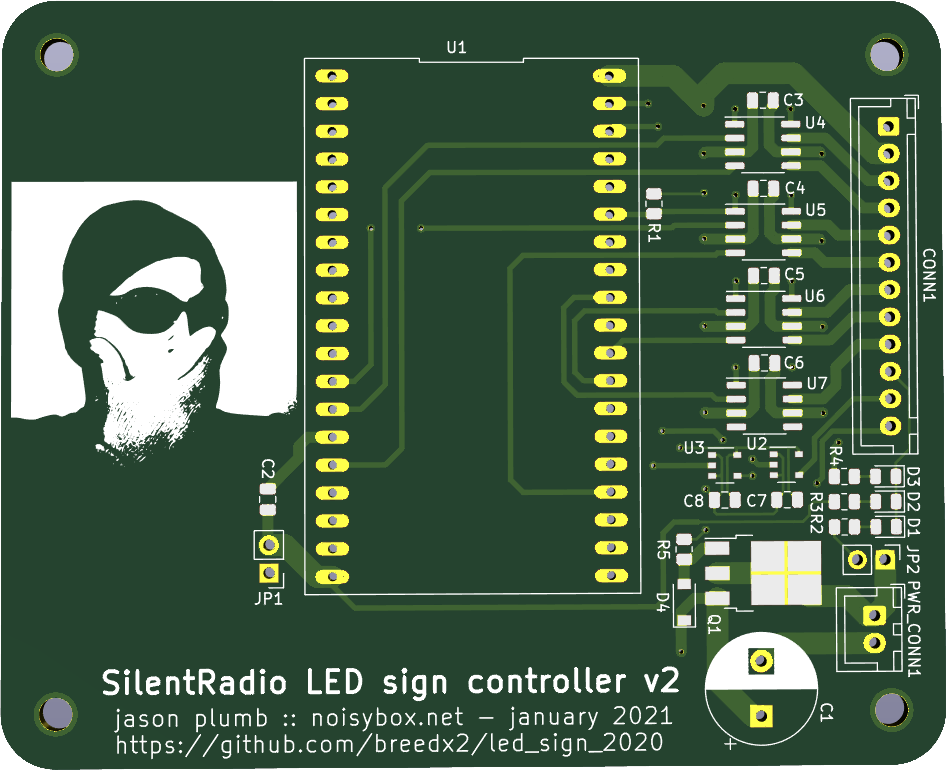 U1
C3
U4
C4
U5
R1
CONN1
C5
U6
C6
U7
U3
U2
R4
C2
D3
C8
C7
R3
D2
R2
D1
R5
JP2
JP1
D4
Q1
PWR_CONN1
SilentRadio LED sign controller v2
jason plumb :: noisybox.net – january 2021
https://github.com/breedx2/led_sign_2020
C1
+